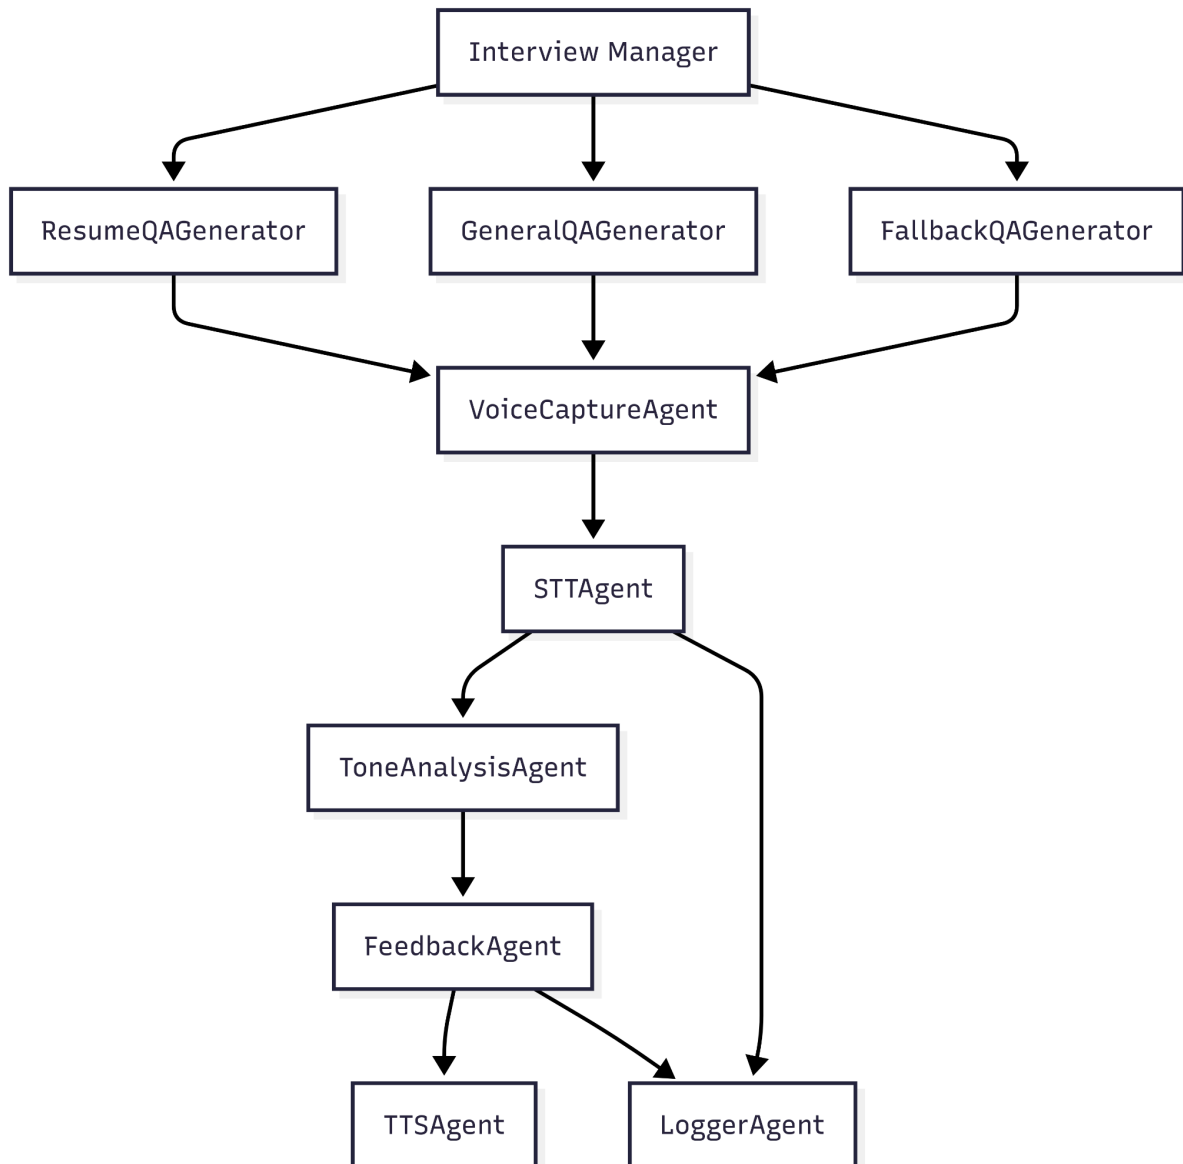 Interview Manager
ResumeQAGenerator
GeneralQAGenerator
FallbackQAGenerator
VoiceCaptureAgent
STTAgent
ToneAnalysisAgent
FeedbackAgent
TTSAgent
LoggerAgent